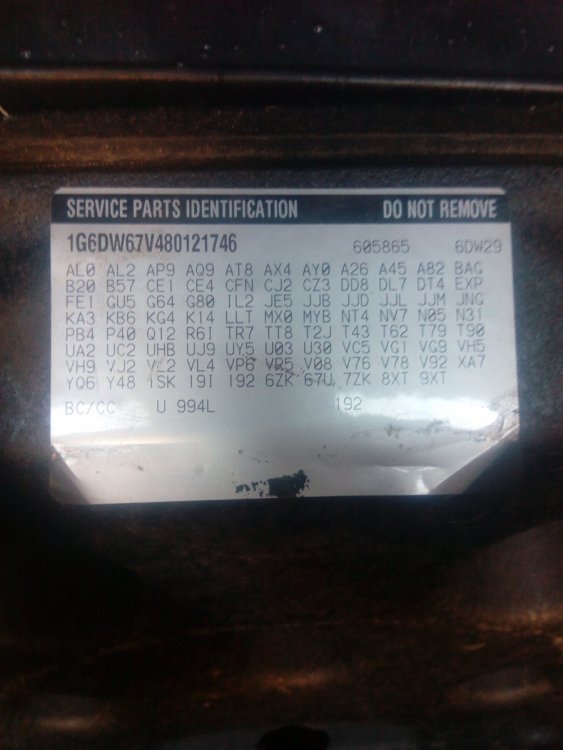 SERVICE PARTS IDENTIFICATION DO NOT REMOVE
1G6DW67V480121746 605865 6DW29
AL0 AL2 AP9 AQ9 AT8 AX4 AY0 A26 A45 A82 BAG
B20 B57 CE1 CE4 CFN CJ2 CZ3 DD8 DL7 DT4 EXP
FE1 GU5 G64 G80 IL2 JE5 JJB JJD JJL JJM JNG
KA3 KB6 KG4 K14 LLT MX0 MYB NT4 NV7 N05 N31
PB4 P40 Q12 R6I TR7 TT8 T2J T43 T62 T79 T90
UA2 UC2 UHB UJ9 UY5 U03 U30 VC5 VG1 VG9 VH5
VH9 VJ2 VL2 VL4 VP6 VR5 V08 V76 V78 V92 XA7
YQ6 Y48 1SK 19I 192 6ZK 67U 7ZK 8XT 9XT
BC/CC U 994L 192